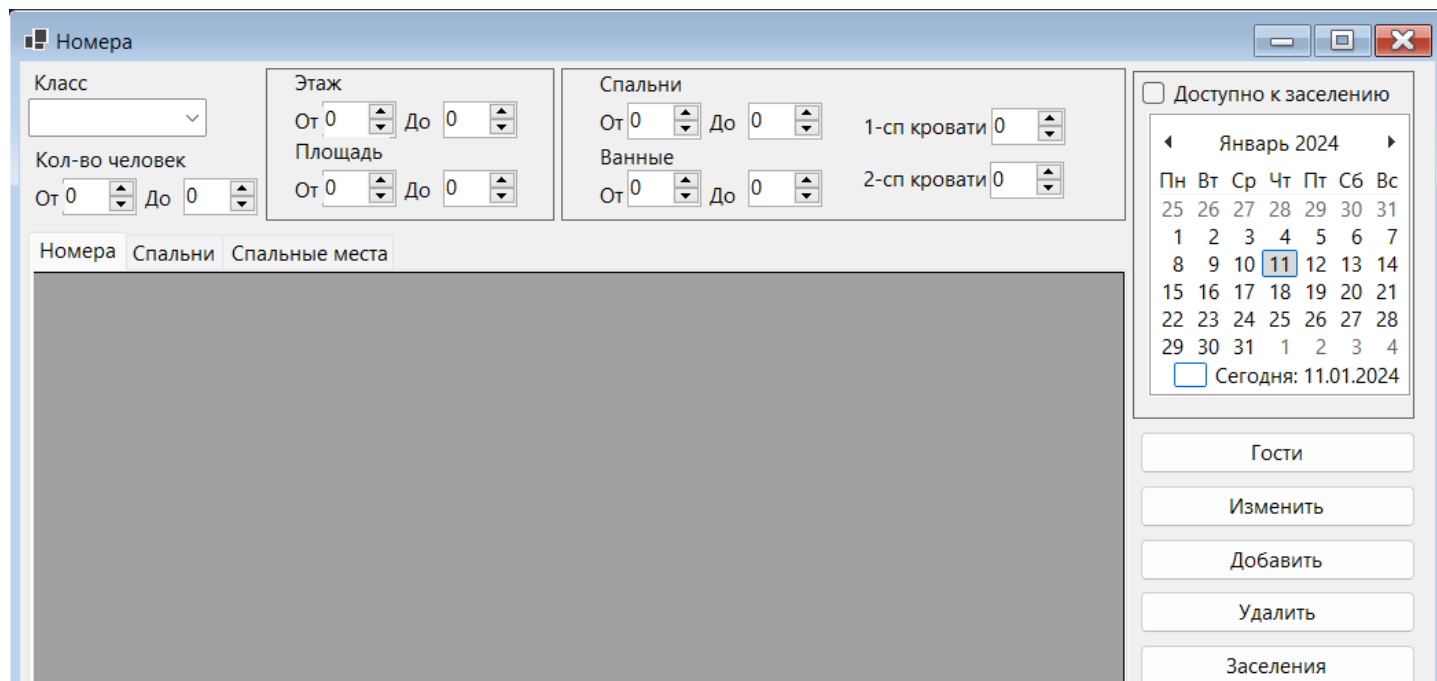 Номера
Класс
Кол-во человек
От 0 До 0
Этаж
От 0 До 0
Площадь
От 0 До 0
Спальни
От 0 До 0
Ванные
От 0 До 0
1-сп кровати 0
2-сп кровати 0
Доступно к заселению
Январь 2024
Пн Вт Ср Чт Пт Сб Вс
25 26 27 28 29 30 31
1 2 3 4 5 6 7
8 9 10 11 12 13 14
15 16 17 18 19 20 21
22 23 24 25 26 27 28
29 30 31 1 2 3 4
Сегодня: 11.01.2024
Номера Спальни Спальные места
Гости
Изменить
Добавить
Удалить
Заселения